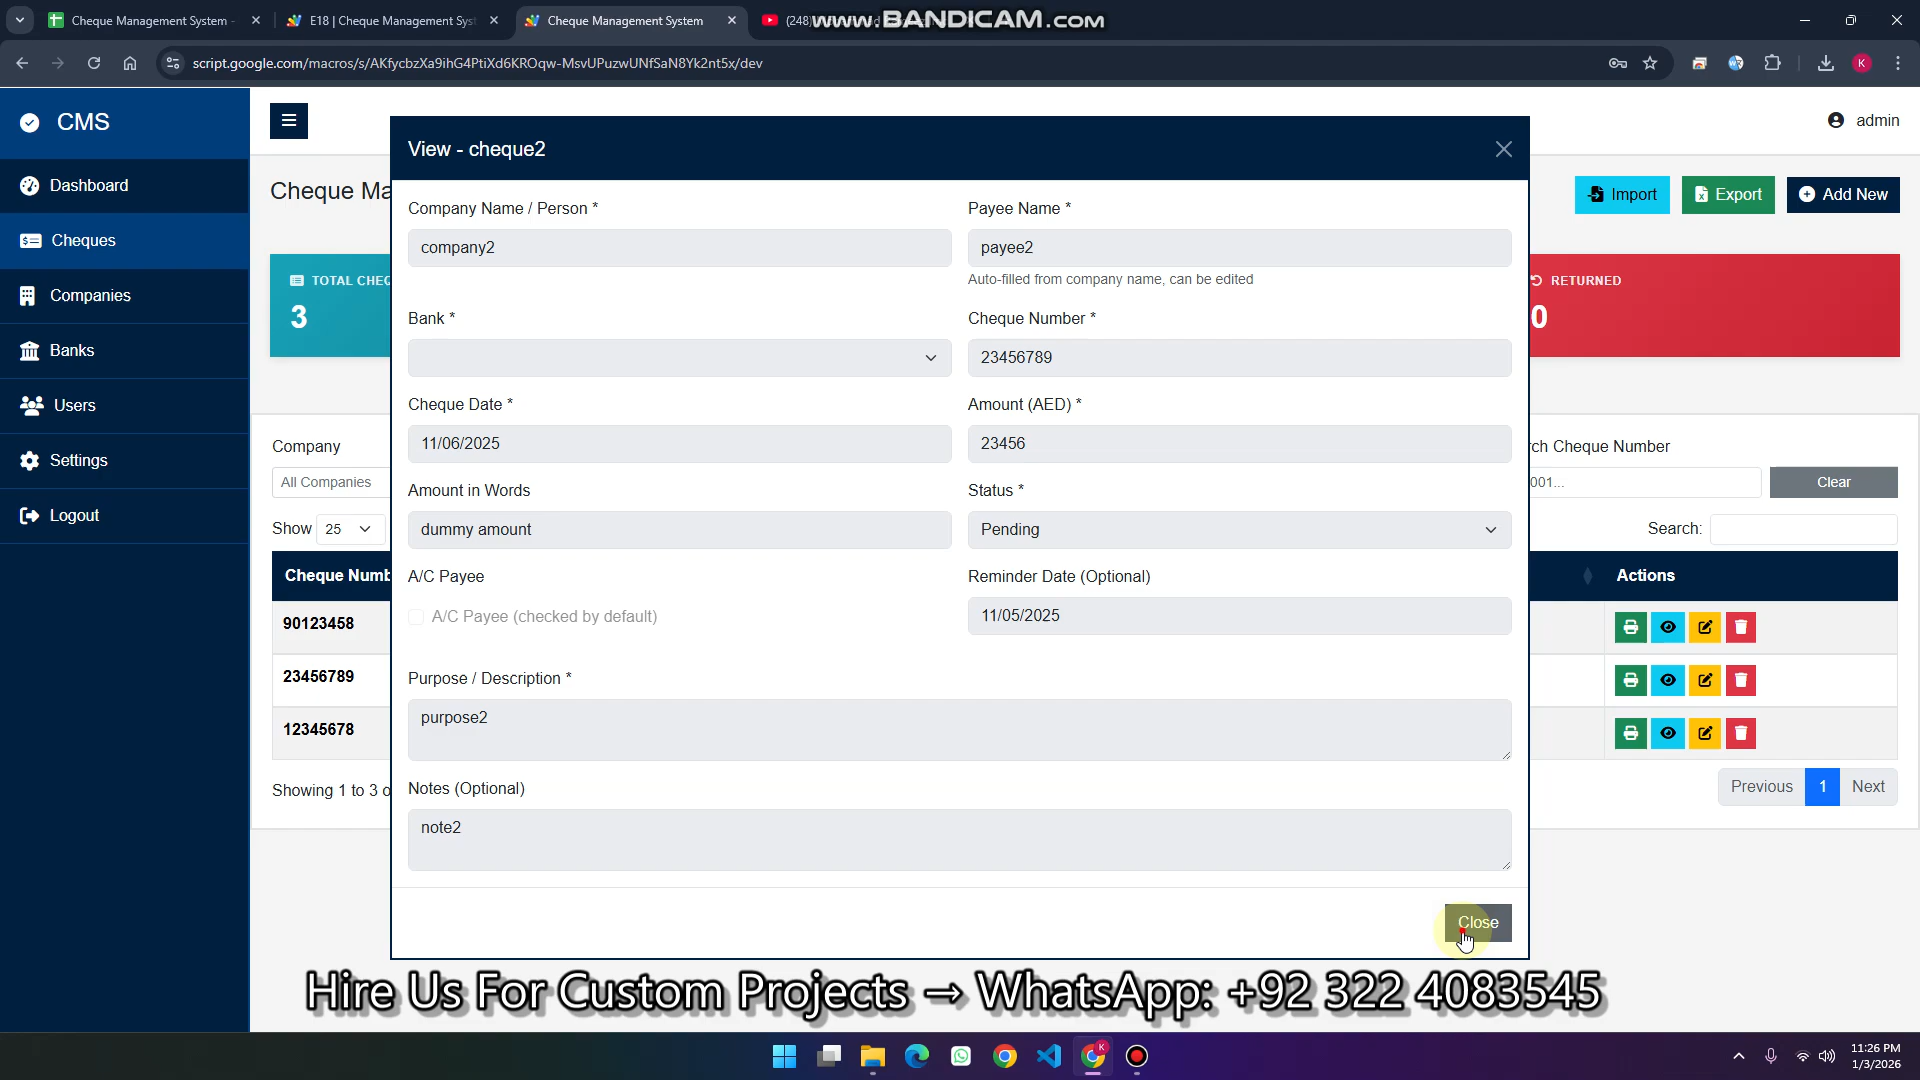 Cheque Management System -
E18 | Cheque Management Sys
Cheque Management System
(248)
www.BANDICAM.com
script.google.com/macros/s/AKfycbzXa9ihG4PtiXd6KROqw-MsvUPuzwUNfSaN8Yk2nt5x/dev
K
CMS
Dashboard
Cheques
Companies
Banks
Users
Settings
Logout
admin
Cheque Ma
Import
Export
Add New
TOTAL CHEQ
3
RETURNED
0
Company
All Companies
rch Cheque Number
001...
Clear
Show 25
Search:
Cheque Numb
Actions
90123458
23456789
12345678
Showing 1 to 3 o
Previous 1 Next
View - cheque2
Company Name / Person *
company2
Payee Name *
payee2
Auto-filled from company name, can be edited
Bank *
Cheque Number *
23456789
Cheque Date *
11/06/2025
Amount (AED) *
23456
Amount in Words
dummy amount
Status *
Pending
A/C Payee
A/C Payee (checked by default)
Reminder Date (Optional)
11/05/2025
Purpose / Description *
purpose2
Notes (Optional)
note2
Close
Hire Us For Custom Projects → WhatsApp: +92 322 4083545
11:26 PM
1/3/2026